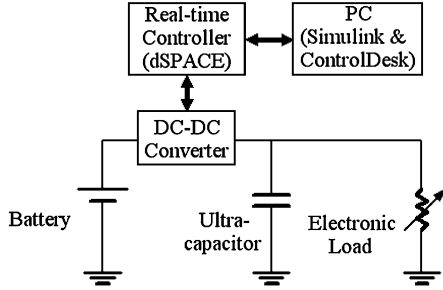 Real-time
Controller
(dSPACE)
PC
(Simulink &
ControlDesk)
DC-DC
Converter
Battery
Ultra-
capacitor
Electronic
Load